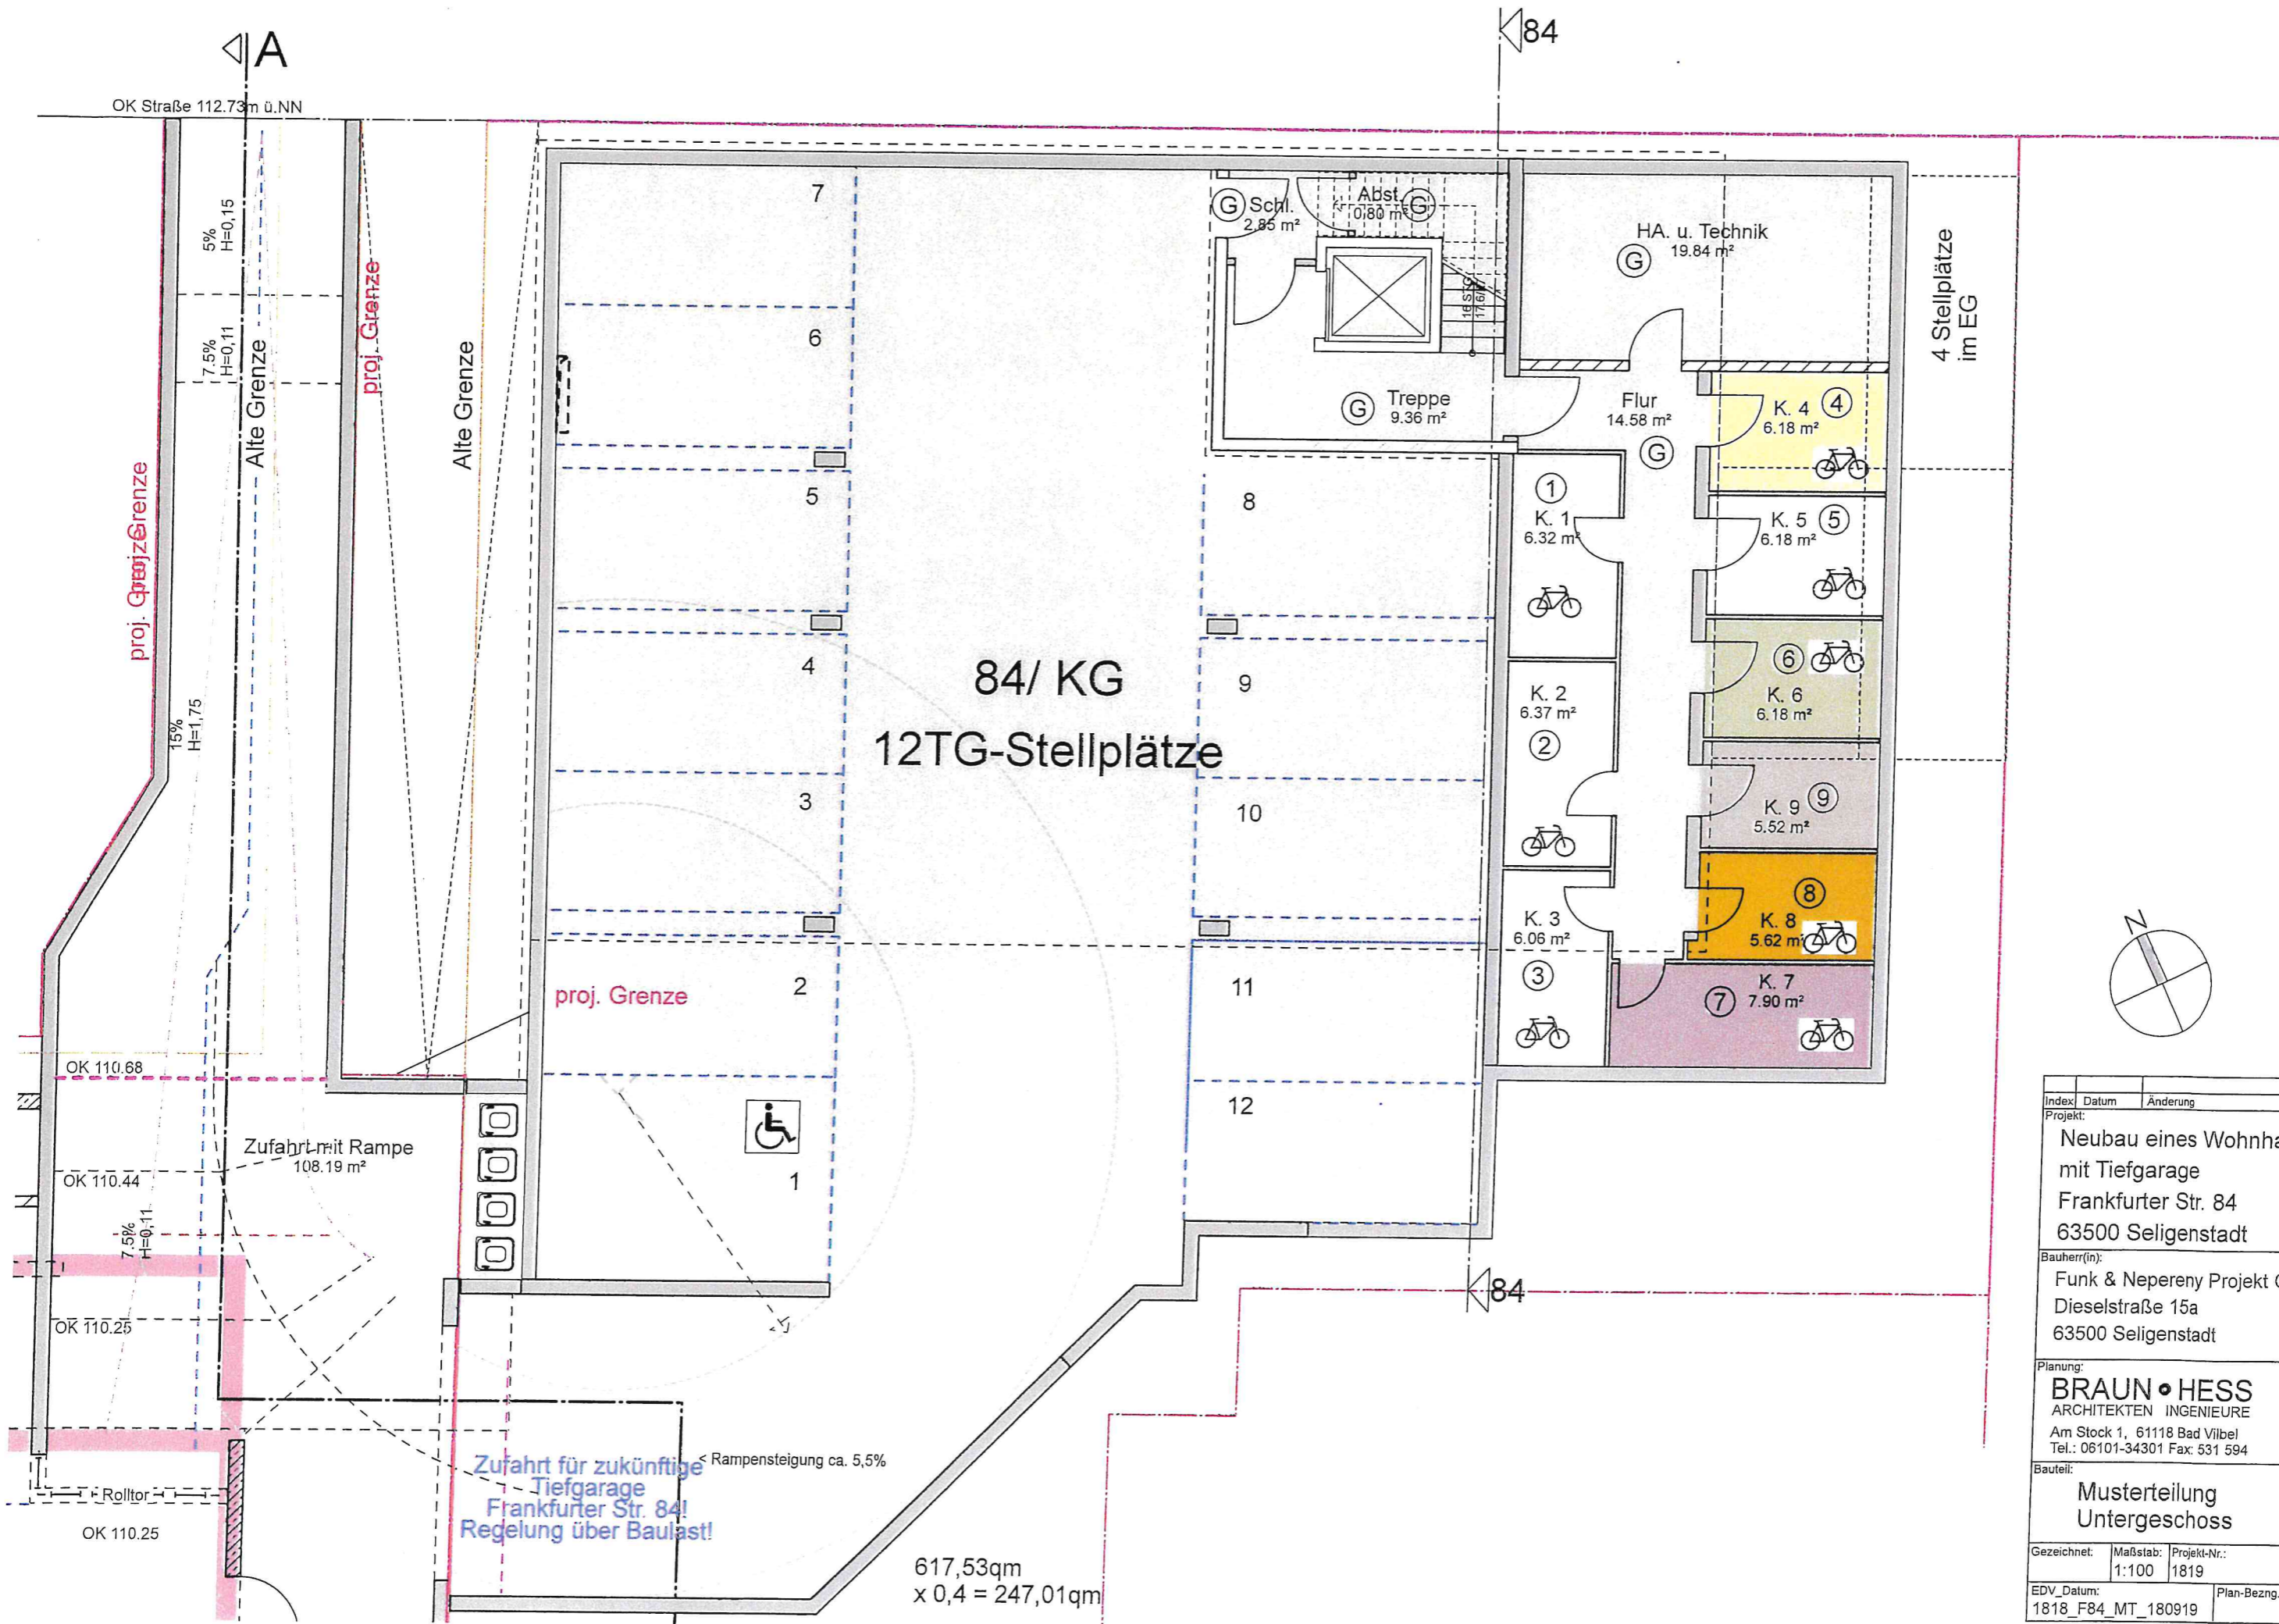 A
84
OK Straße 112.73m ü.NN
5%
H=0,15
7.5%
H=0,11
Alte Grenze
proj. Grenze
Alte Grenze
proj. Grenze
15%
H=1,75
7
6
5
4
3
2
1
proj. Grenze
84/ KG
12TG-Stellplätze
8
9
10
11
12
G
Schl.
2.85 m²
Abst.
0.80 m²
G
HA. u. Technik
19.84 m²
G
4 Stellplätze
im EG
G
Treppe
9.36 m²
Flur
14.58 m²
G
1
K. 1
6.32 m²
K. 2
6.37 m²
2
K. 3
6.06 m²
3
K. 4
4
6.18 m²
K. 5
5
6.18 m²
6
K. 6
6.18 m²
K. 9
9
5.52 m²
8
K. 8
5.62 m²
K. 7
7
7.90 m²
N
OK 110.68
Zufahrt mit Rampe
108.19 m²
OK 110.44
7.5%
H=0,11
OK 110.25
Rolltor
OK 110.25
Zufahrt für zukünftige
Tiefgarage
Frankfurter Str. 84!
Regelung über Baulast!
< Rampensteigung ca. 5,5%
617,53qm
x 0,4 = 247,01qm
84
Index Datum Änderung
Projekt:
Neubau eines Wohnha
mit Tiefgarage
Frankfurter Str. 84
63500 Seligenstadt
Bauherr(in):
Funk & Nepereny Projekt
Dieselstraße 15a
63500 Seligenstadt
Planung:
BRAUN HESS
ARCHITEKTEN INGENIEURE
Am Stock 1, 61118 Bad Vilbel
Tel.: 06101-34301 Fax: 531 594
Bauteil:
Musterteilung
Untergeschoss
Gezeichnet: Maßstab: Projekt-Nr.:
1:100 1819
EDV_Datum: Plan-Bezng.
1818_F84_MT_180919